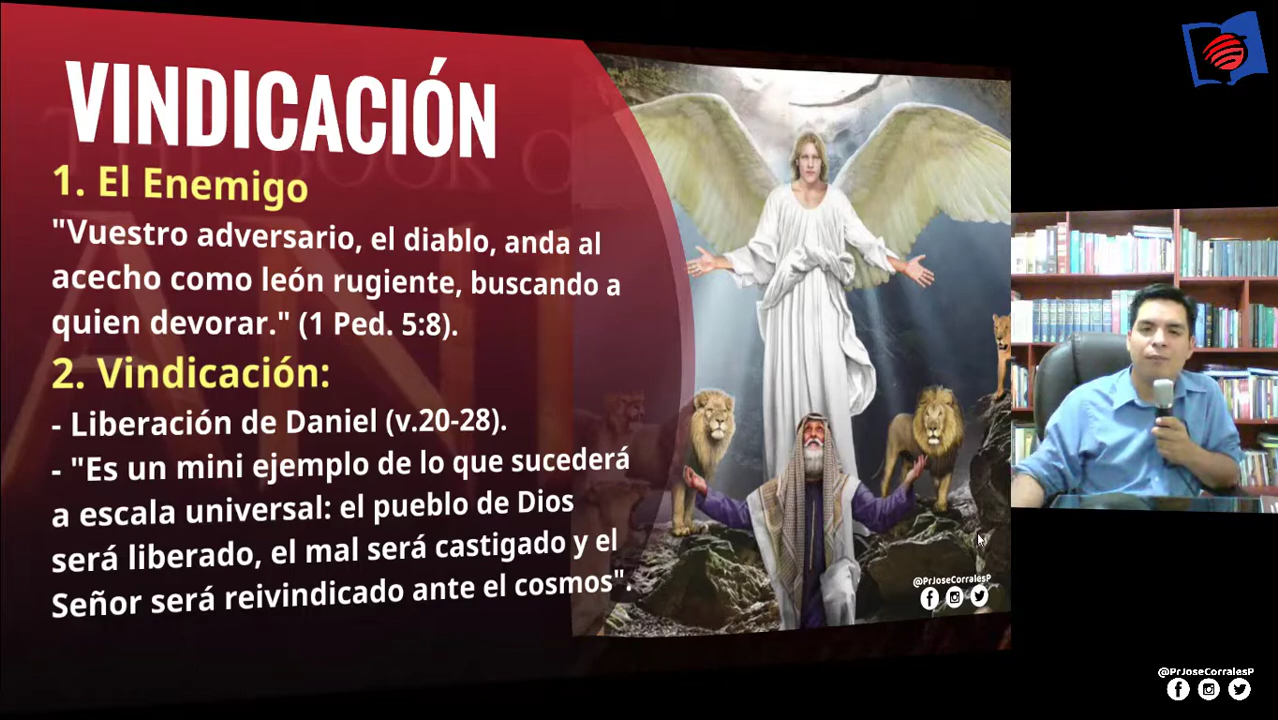 VINDICACIÓN
1. El Enemigo
"Vuestro adversario, el diablo, anda al
acecho como león rugiente, buscando a
quien devorar." (1 Ped. 5:8).
2. Vindicación:
- Liberación de Daniel (v.20-28).
- "Es un mini ejemplo de lo que sucederá
a escala universal: el pueblo de Dios
será liberado, el mal será castigado y el
Señor será reivindicado ante el cosmos".
@PrJoseCorralesP
@PrJoseCorralesP